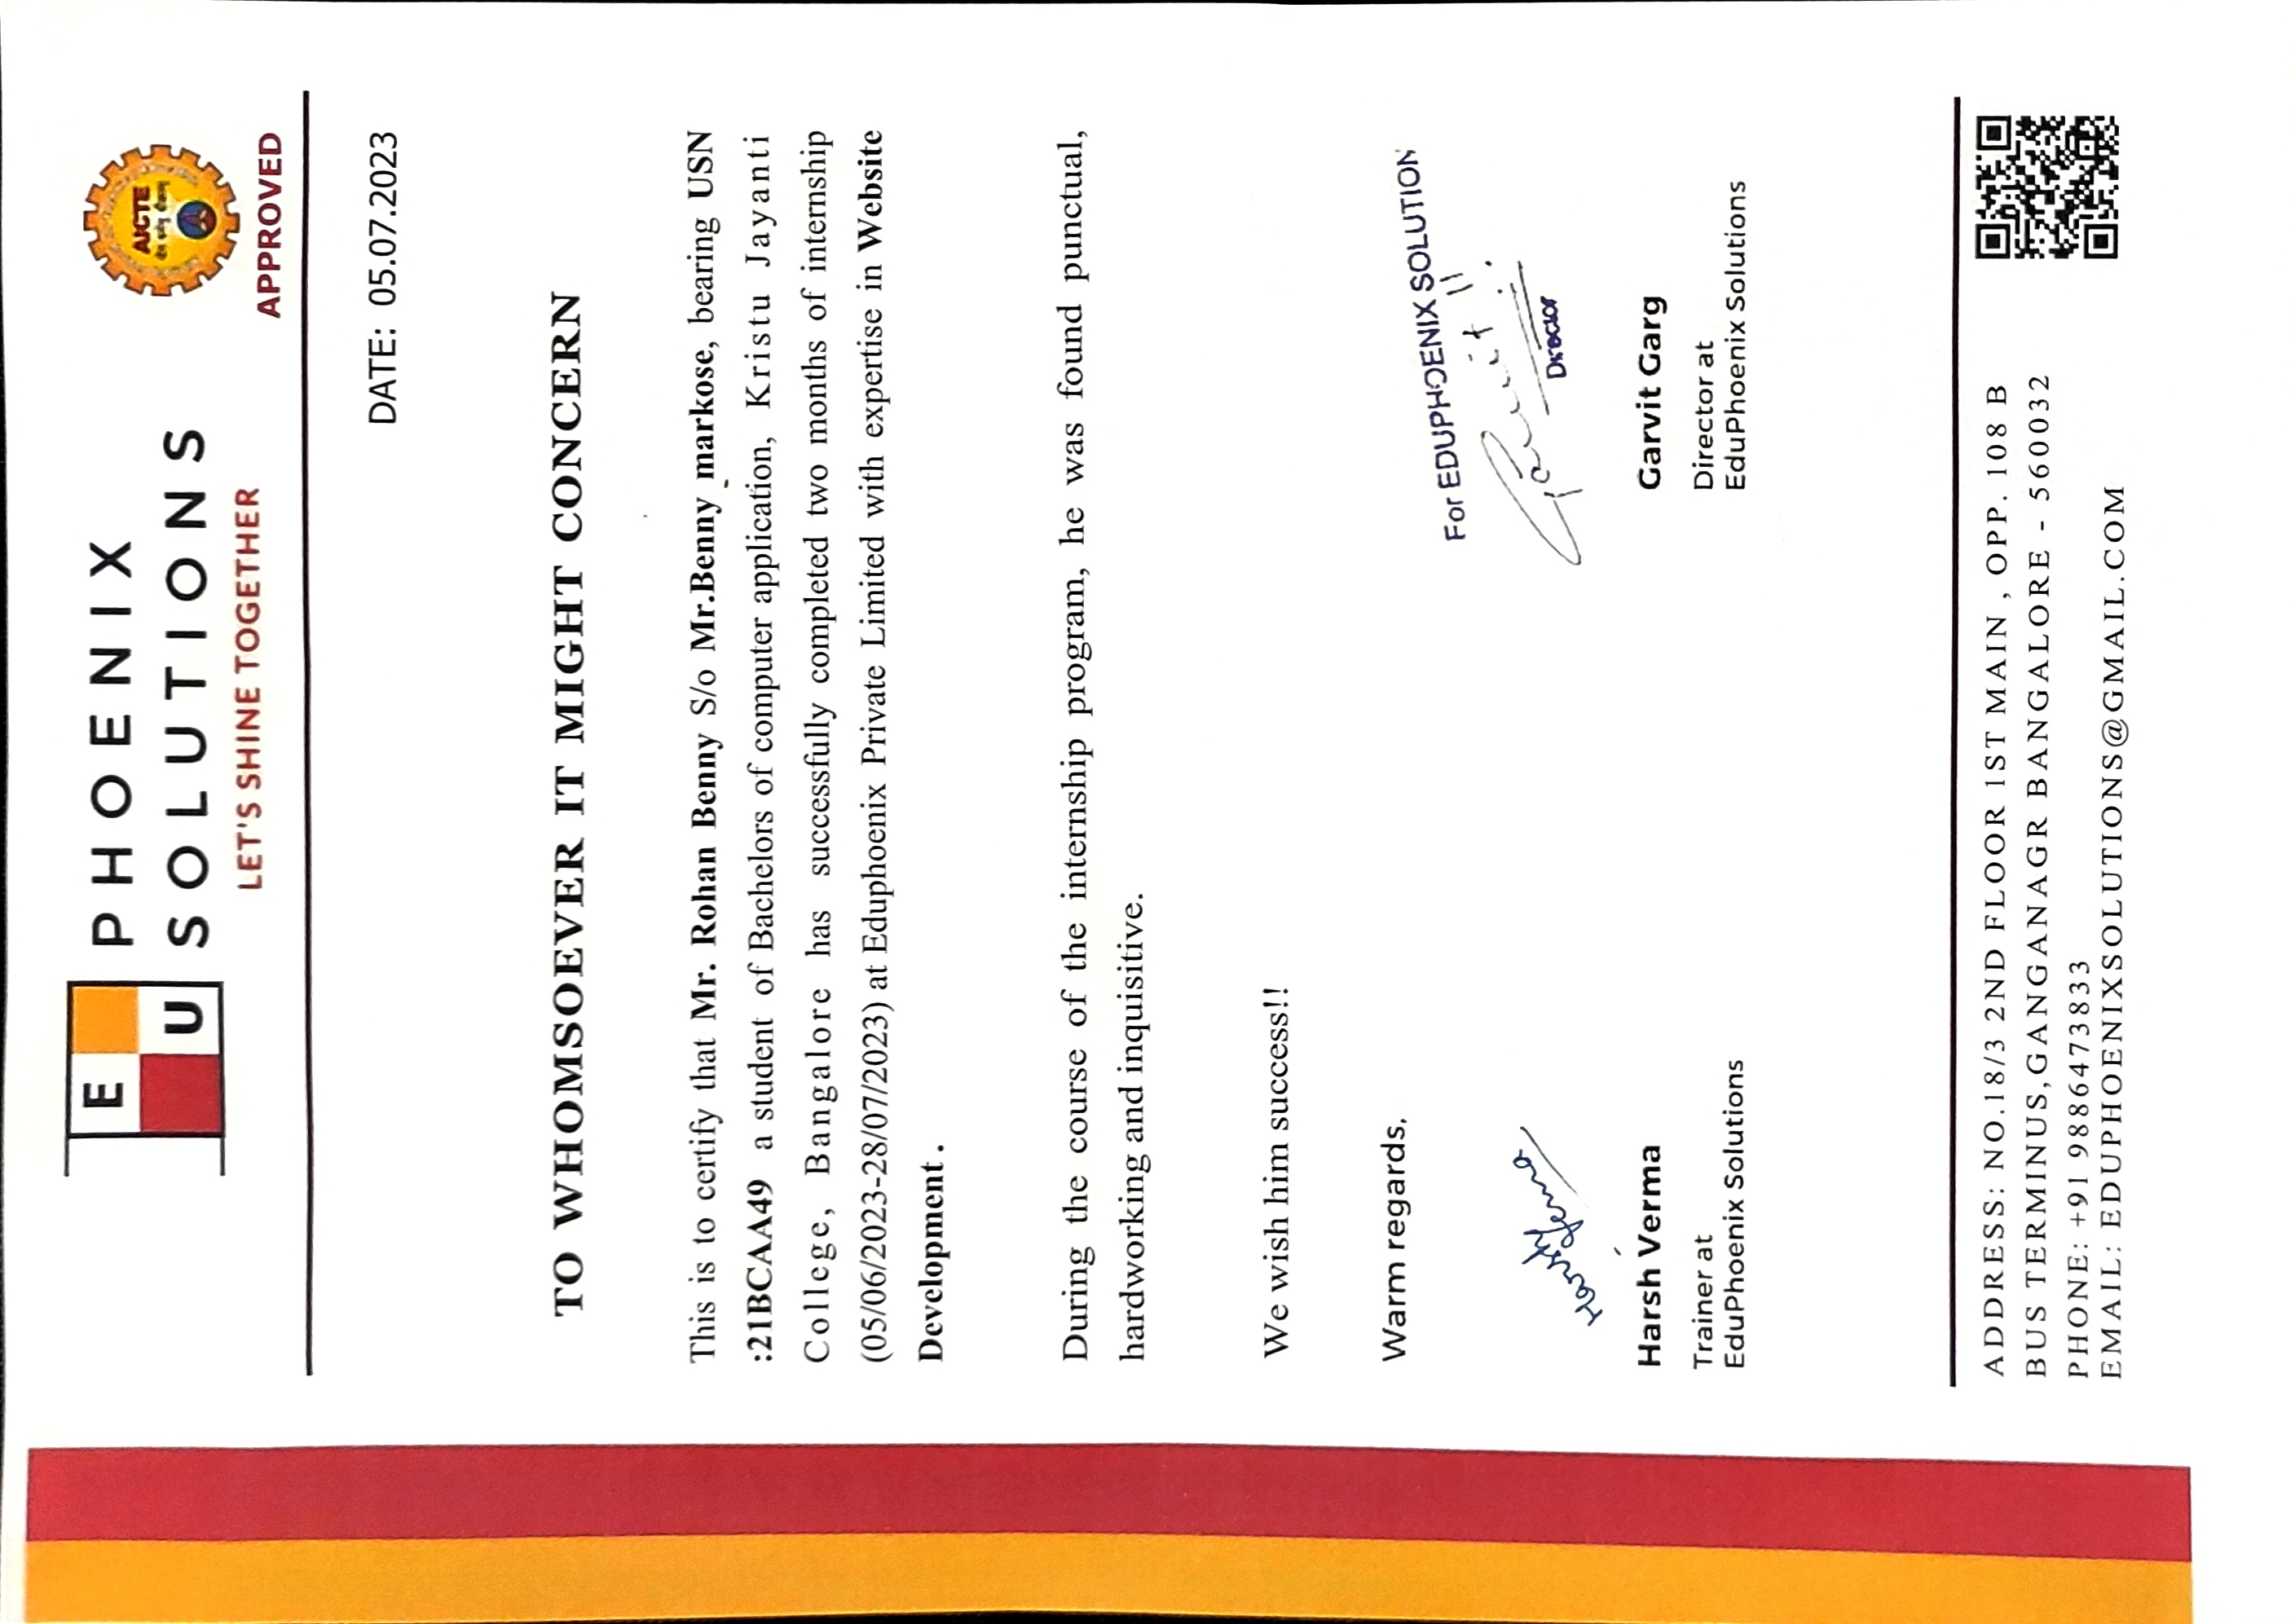 E
U
PHOENIX
SOLUTIONS
LET'S SHINE TOGETHER
AICTE
APPROVED
DATE: 05.07.2023
TO WHOMSOEVER IT MIGHT CONCERN
This is to certify that Mr. Rohan Benny S/o Mr.Benny markose, bearing USN
:21BCAA49 a student of Bachelors of computer application, Kristu Jayanti
College, Bangalore has successfully completed two months of internship
(05/06/2023-28/07/2023) at Eduphoenix Private Limited with expertise in Website
Development .
During the course of the internship program, he was found punctual,
hardworking and inquisitive.
We wish him success!!
Warm regards,
For EDUPHOENIX SOLUTION
Harsh
Verma
Garvit
Director
Harsh Verma
Trainer at
EduPhoenix Solutions
Garvit Garg
Director at
EduPhoenix Solutions
ADDRESS: NO.18/3 2ND FLOOR 1ST MAIN , OPP. 108 B
BUS TERMINUS,GANGANAGR BANGALORE - 560032
PHONE: +91 9886473833
EMAIL: EDUPHOENIXSOLUTIONS@GMAIL.COM